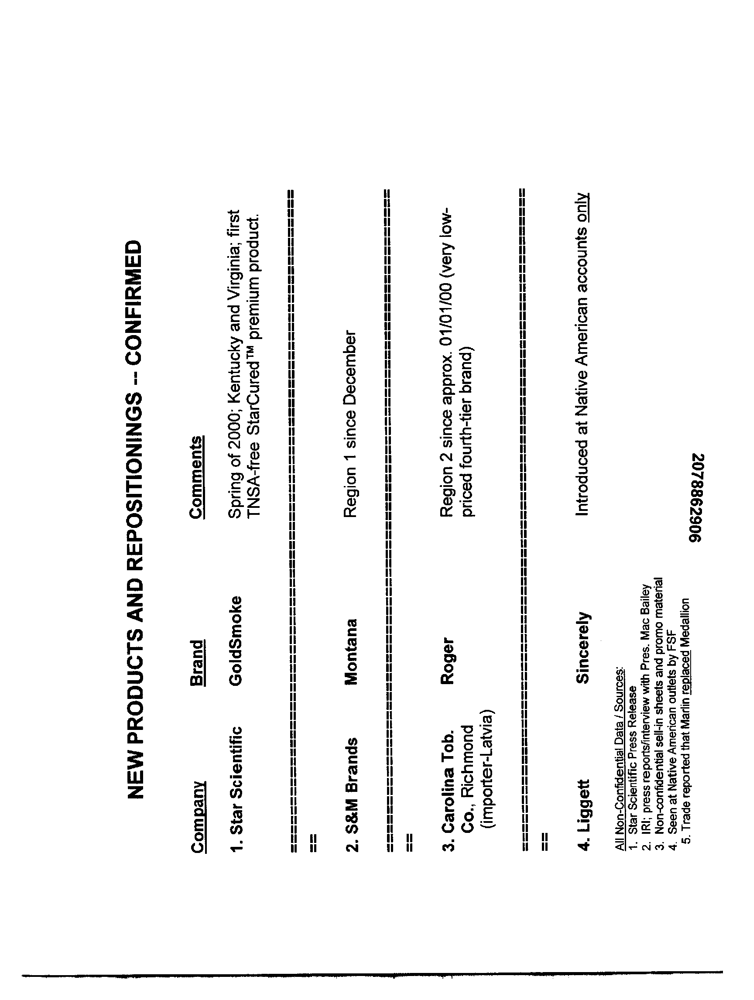 NEW PRODUCTS AND REPOSITIONINGS -- CONFIRMED
Company Brand Comments
1. Star Scientific GoldSmoke Spring of 2000; Kentucky and Virginia; first
TNSA-free StarCured™ premium product.
==================================================================
==
2. S&M Brands Montana Region 1 since December
==================================================================
==
3. Carolina Tob. Roger Region 2 since approx. 01/01/00 (very low-
Co., Richmond priced fourth-tier brand)
(importer-Latvia)
==================================================================
==
4. Liggett Sincerely Introduced at Native American accounts only
All Non-Confidential Data / Sources:
1. Star Scientific Press Release
2. IRI; press reports/interview with Pres. Mac Bailey
3. Non-confidential sell-in sheets and promo material
4. Seen at Native American outlets by FSF
5. Trade reported that Marlin replaced Medallion
2078862906